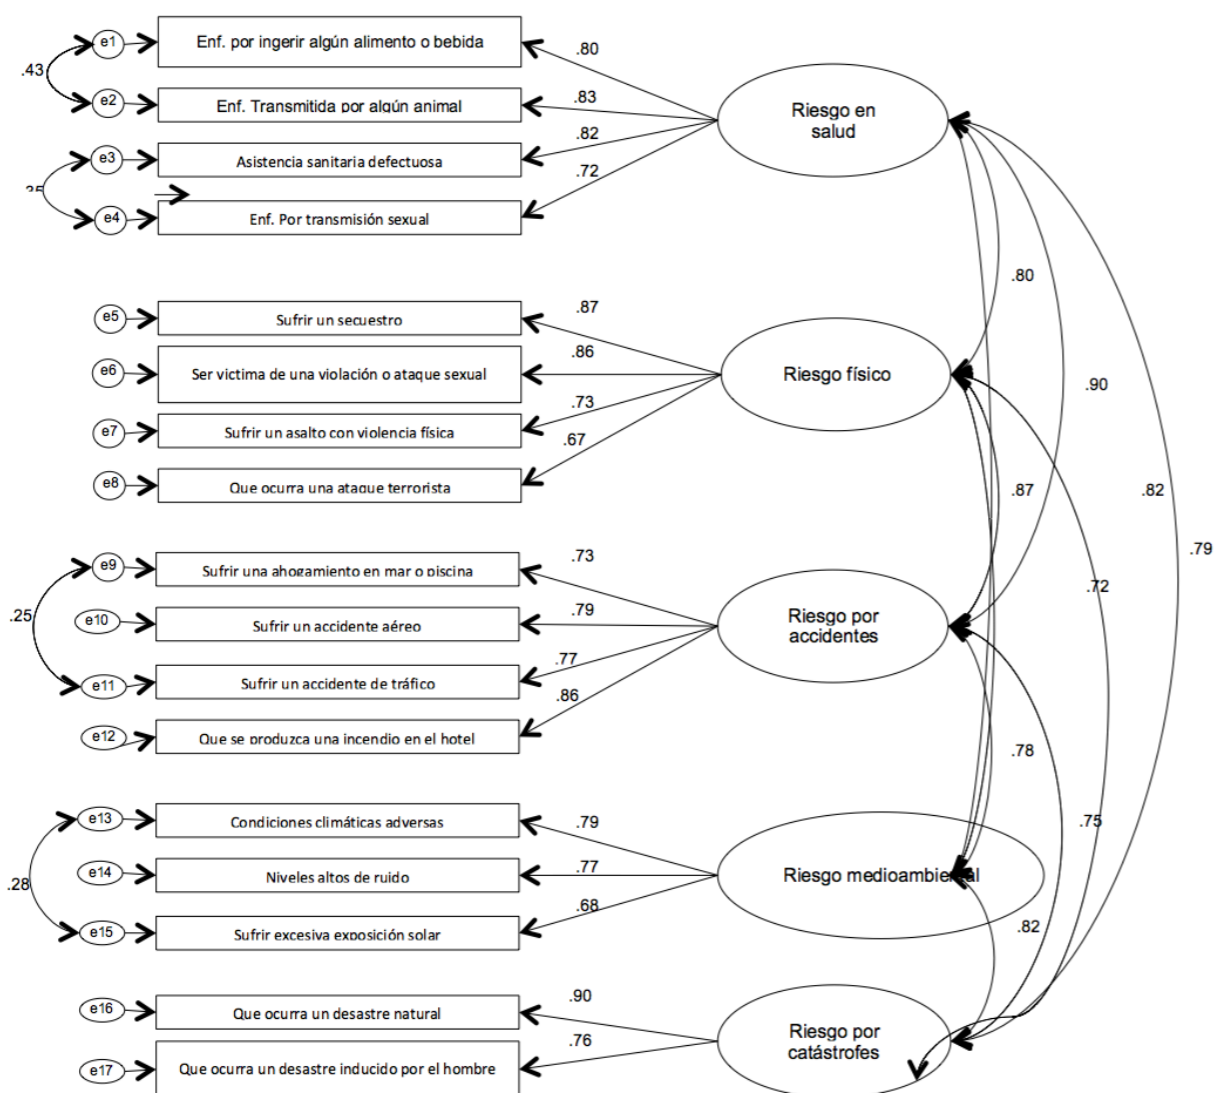 e1
Enf. por ingerir algún alimento o bebida
.80
.43
e2
Enf. Transmitida por algún animal
.83
Riesgo en
salud
e3
Asistencia sanitaria defectuosa
.82
e4
Enf. Por transmisión sexual
.72
.80
e5
Sufrir un secuestro
.87
e6
Ser victima de una violación o ataque sexual
.86
Riesgo físico
.90
e7
Sufrir un asalto con violencia física
.73
e8
Que ocurra una ataque terrorista
.67
.87
.82
.79
e9
Sufrir una ahogamiento en mar o piscina
.73
.25
e10
Sufrir un accidente aéreo
.79
Riesgo por
accidentes
.72
e11
Sufrir un accidente de tráfico
.77
e12
Que se produzca una incendio en el hotel
.86
.78
e13
Condiciones climáticas adversas
.79
.75
.28
e14
Niveles altos de ruido
.77
Riesgo medioambiental
e15
Sufrir excesiva exposición solar
.68
.82
e16
Que ocurra un desastre natural
.90
Riesgo por
catástrofes
e17
Que ocurra un desastre inducido por el hombre
.76